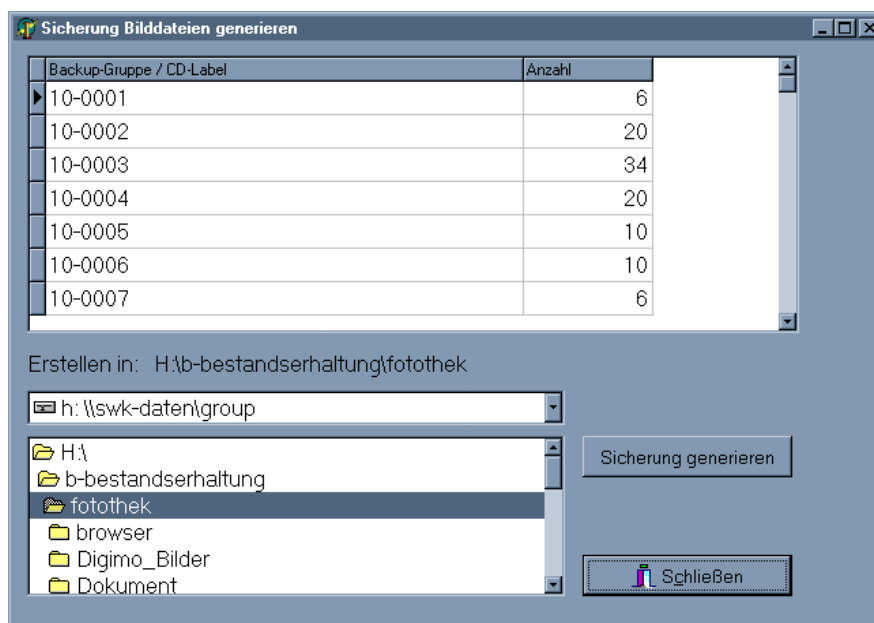 Sicherung Bilddateien generieren
Backup-Gruppe / CD-Label Anzahl
10-0001 6
10-0002 20
10-0003 34
10-0004 20
10-0005 10
10-0006 10
10-0007 6
Erstellen in: H:\b-bestandserhaltung\fotothek
h: \\swk-daten\group
H:\
b-bestandserhaltung
fotothek
browser
Digimo_Bilder
Dokument
Sicherung generieren
Schließen